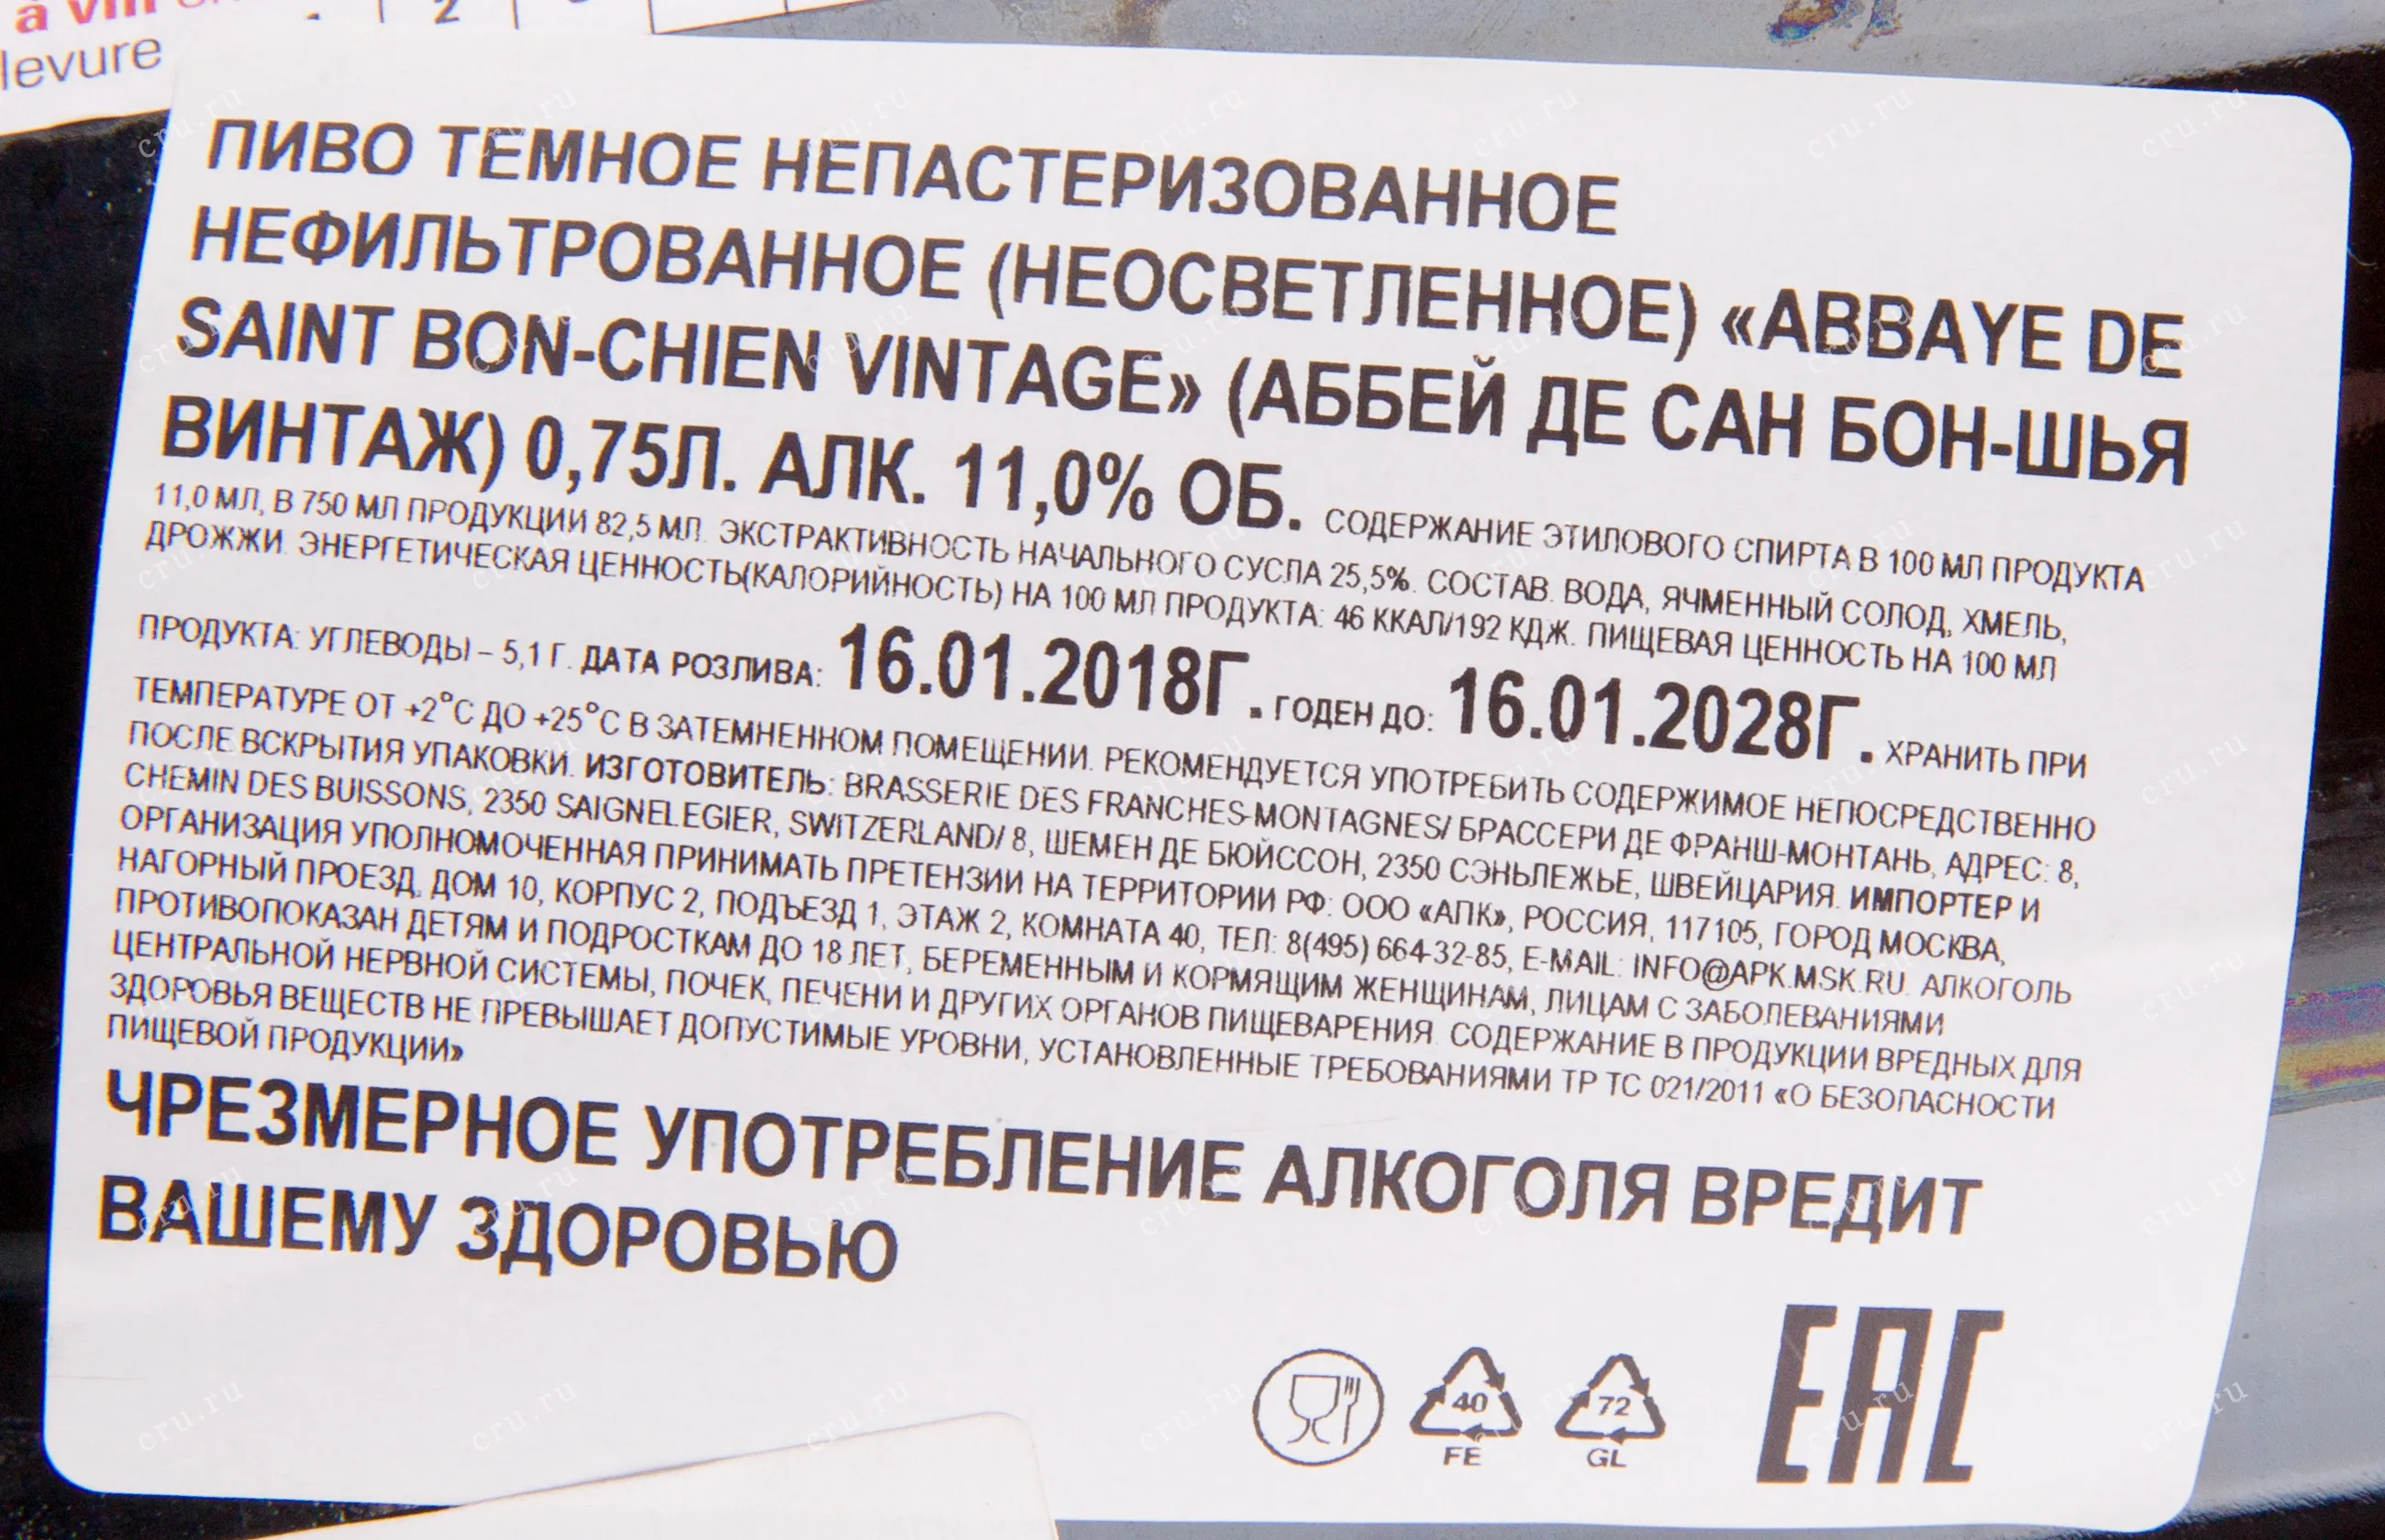 à vin
levure
2
ПИВО ТЕМНОЕ НЕПАСТЕРИЗОВАННОЕ
НЕФИЛЬТРОВАННОЕ (НЕОСВЕТЛЕННОЕ) «ABBAYE DE
SAINT BON-CHIEN VINTAGE» (АББЕЙ ДЕ САН БОН-ШЬЯ
ВИНТАЖ) 0,75Л. АЛК. 11,0% ОБ. СОДЕРЖАНИЕ ЭТИЛОВОГО СПИРТА В 100 МЛ ПРОДУКТА
11,0 МЛ, В 750 МЛ ПРОДУКЦИИ 82,5 МЛ. ЭКСТРАКТИВНОСТЬ НАЧАЛЬНОГО СУСЛА 25,5%. СОСТАВ: ВОДА, ЯЧМЕННЫЙ СОЛОД, ХМЕЛЬ,
ДРОЖЖИ. ЭНЕРГЕТИЧЕСКАЯ ЦЕННОСТЬ(КАЛОРИЙНОСТЬ) НА 100 МЛ ПРОДУКТА: 46 ККАЛ/192 КДЖ. ПИЩЕВАЯ ЦЕННОСТЬ НА 100 МЛ
ПРОДУКТА: УГЛЕВОДЫ – 5,1 Г. ДАТА РОЗЛИВА: 16.01.2018Г. ГОДЕН ДО: 16.01.2028Г. ХРАНИТЬ ПРИ
ТЕМПЕРАТУРЕ ОТ +2°С ДО +25°С В ЗАТЕМНЕННОМ ПОМЕЩЕНИИ. РЕКОМЕНДУЕТСЯ УПОТРЕБИТЬ СОДЕРЖИМОЕ НЕПОСРЕДСТВЕННО
ПОСЛЕ ВСКРЫТИЯ УПАКОВКИ. ИЗГОТОВИТЕЛЬ: BRASSERIE DES FRANCHES-MONTAGNES/ БРАССЕРИ ДЕ ФРАНШ-МОНТАНЬ, АДРЕС: 8,
CHEMIN DES BUISSONS, 2350 SAIGNELEGIER, SWITZERLAND/ 8, ШЕМЕН ДЕ БЮЙССОН, 2350 СЭНЬЛЕЖЬЕ, ШВЕЙЦАРИЯ. ИМПОРТЕР И
ОРГАНИЗАЦИЯ УПОЛНОМОЧЕННАЯ ПРИНИМАТЬ ПРЕТЕНЗИИ НА ТЕРРИТОРИИ РФ: ООО «АПК», РОССИЯ, 117105, ГОРОД МОСКВА,
НАГОРНЫЙ ПРОЕЗД, ДОМ 10, КОРПУС 2, ПОДЪЕЗД 1, ЭТАЖ 2, КОМНАТА 40, ТЕЛ: 8(495) 664-32-85, E-MAIL: INFO@APK.MSK.RU. АЛКОГОЛЬ
ПРОТИВОПОКАЗАН ДЕТЯМ И ПОДРОСТКАМ ДО 18 ЛЕТ, БЕРЕМЕННЫМ И КОРМЯЩИМ ЖЕНЩИНАМ, ЛИЦАМ С ЗАБОЛЕВАНИЯМИ
ЦЕНТРАЛЬНОЙ НЕРВНОЙ СИСТЕМЫ, ПОЧЕК, ПЕЧЕНИ И ДРУГИХ ОРГАНОВ ПИЩЕВАРЕНИЯ. СОДЕРЖАНИЕ В ПРОДУКЦИИ ВРЕДНЫХ ДЛЯ
ЗДОРОВЬЯ ВЕЩЕСТВ НЕ ПРЕВЫШАЕТ ДОПУСТИМЫЕ УРОВНИ, УСТАНОВЛЕННЫЕ ТРЕБОВАНИЯМИ ТР ТС 021/2011 «О БЕЗОПАСНОСТИ
ПИЩЕВОЙ ПРОДУКЦИИ»
ЧРЕЗМЕРНОЕ УПОТРЕБЛЕНИЕ АЛКОГОЛЯ ВРЕДИТ
ВАШЕМУ ЗДОРОВЬЮ
40 72 EAC
FE GL
cru.ru